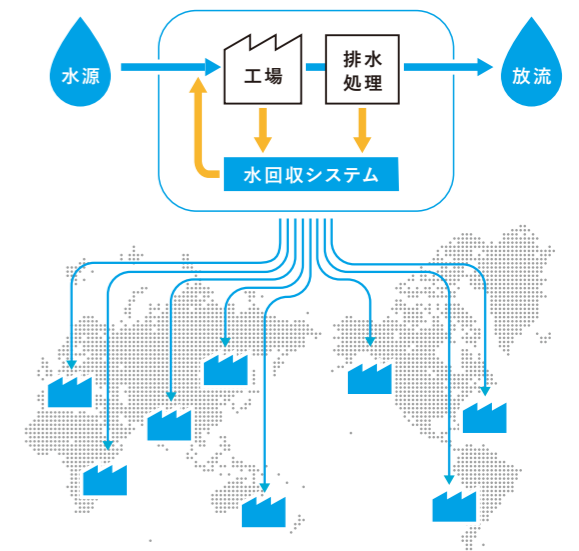 水源
工場
排水
処理
放流
水回収システム